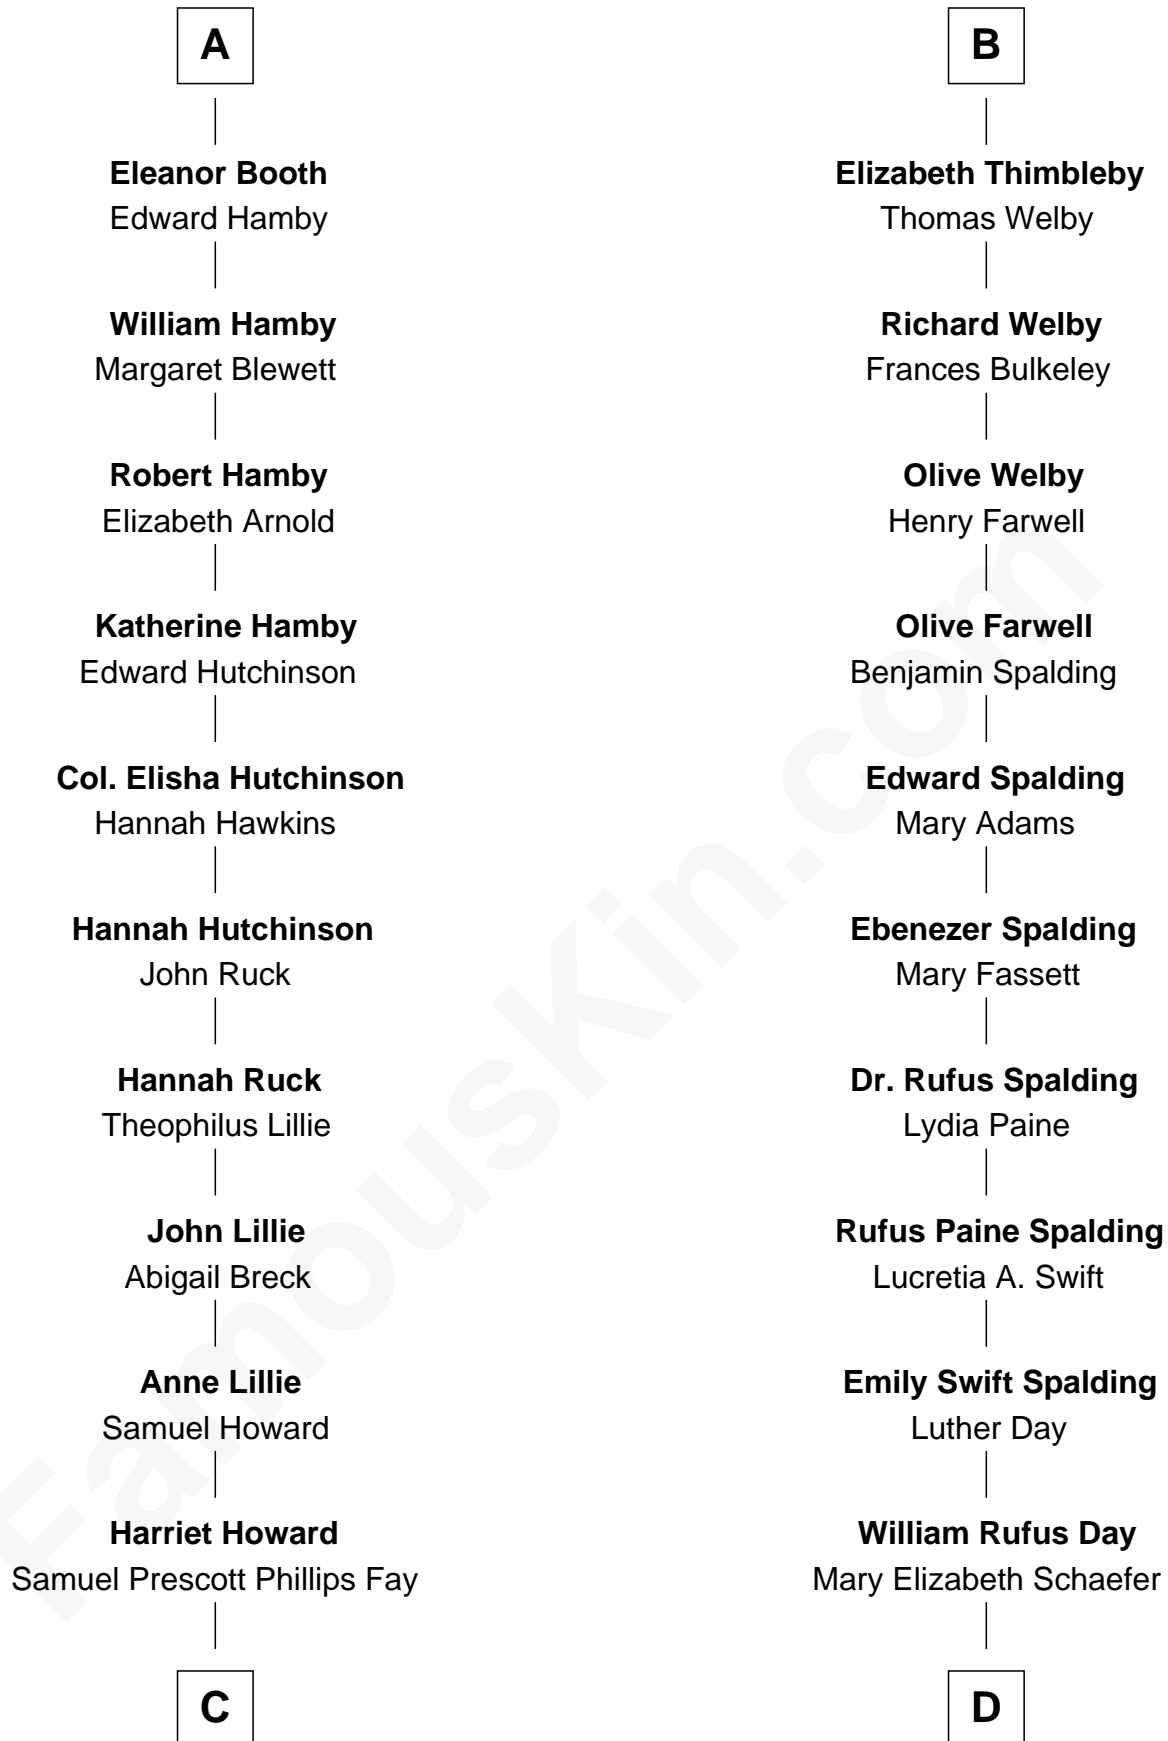 A
Eleanor Booth
Edward Hamby
William Hamby
Margaret Blewett
Robert Hamby
Elizabeth Arnold
Katherine Hamby
Edward Hutchinson
Col. Elisha Hutchinson
Hannah Hawkins
Hannah Hutchinson
John Ruck
Hannah Ruck
Theophilus Lillie
John Lillie
Abigail Breck
Anne Lillie
Samuel Howard
Harriet Howard
Samuel Prescott Phillips Fay
C
B
Elizabeth Thimbleby
Thomas Welby
Richard Welby
Frances Bulkeley
Olive Welby
Henry Farwell
Olive Farwell
Benjamin Spalding
Edward Spalding
Mary Adams
Ebenezer Spalding
Mary Fassett
Dr. Rufus Spalding
Lydia Paine
Rufus Paine Spalding
Lucretia A. Swift
Emily Swift Spalding
Luther Day
William Rufus Day
Mary Elizabeth Schaefer
D
FamousKin.com